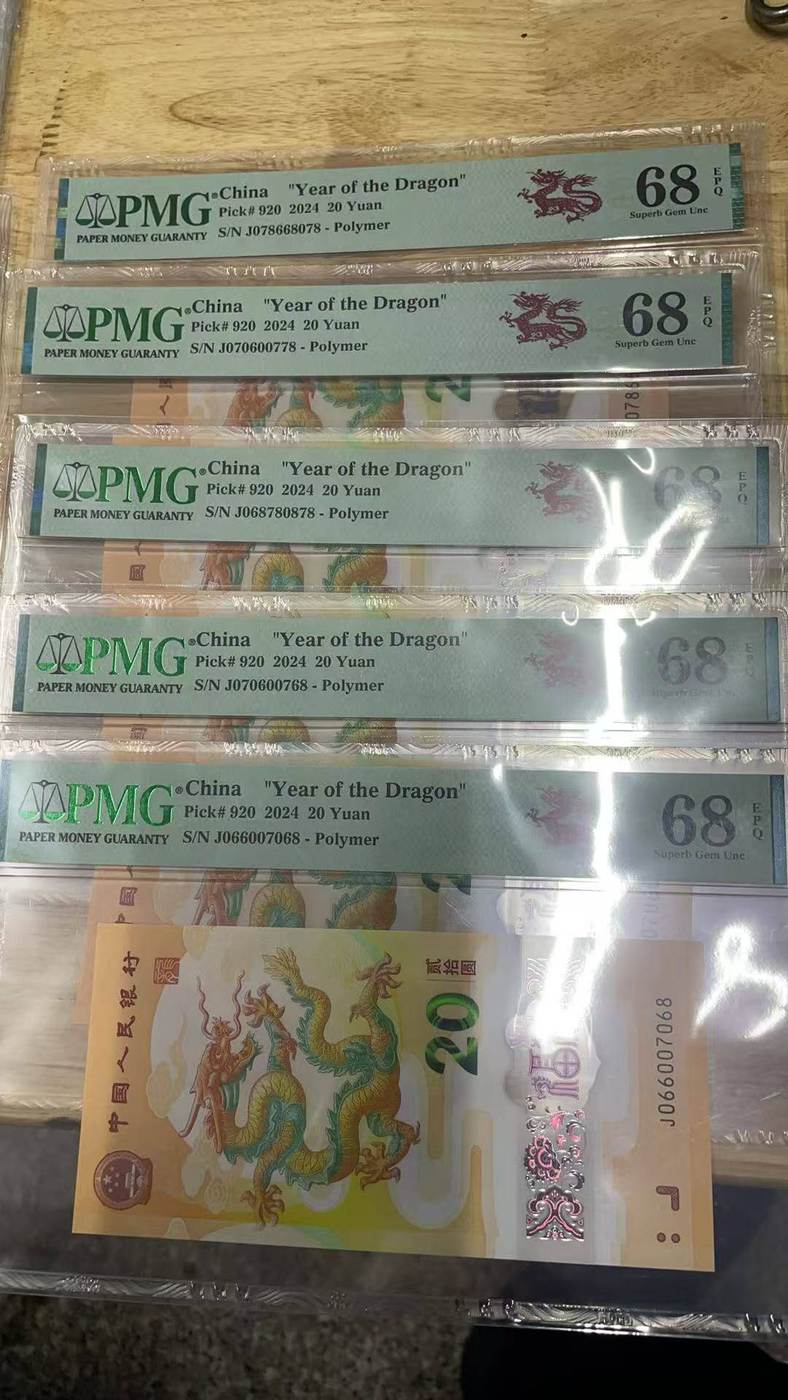 PMG
PAPER MONEY GUARANTY
China "Year of the Dragon"
Pick# 920 2024 20 Yuan
S/N J078668078 - Polymer
68
EPQ
Superb Gem Unc
PMG
PAPER MONEY GUARANTY
China "Year of the Dragon"
Pick# 920 2024 20 Yuan
S/N J070600778 - Polymer
68
EPQ
Superb Gem Unc
PMG
PAPER MONEY GUARANTY
China "Year of the Dragon"
Pick# 920 2024 20 Yuan
S/N J068780878 - Polymer
68
EPQ
PMG
PAPER MONEY GUARANTY
China "Year of the Dragon"
Pick# 920 2024 20 Yuan
S/N J070600768 - Polymer
68
EPQ
PMG
PAPER MONEY GUARANTY
China "Year of the Dragon"
Pick# 920 2024 20 Yuan
S/N J066007068 - Polymer
68
EPQ
Superb Gem Unc
中国人民银行
贰拾圆
20
J066007068